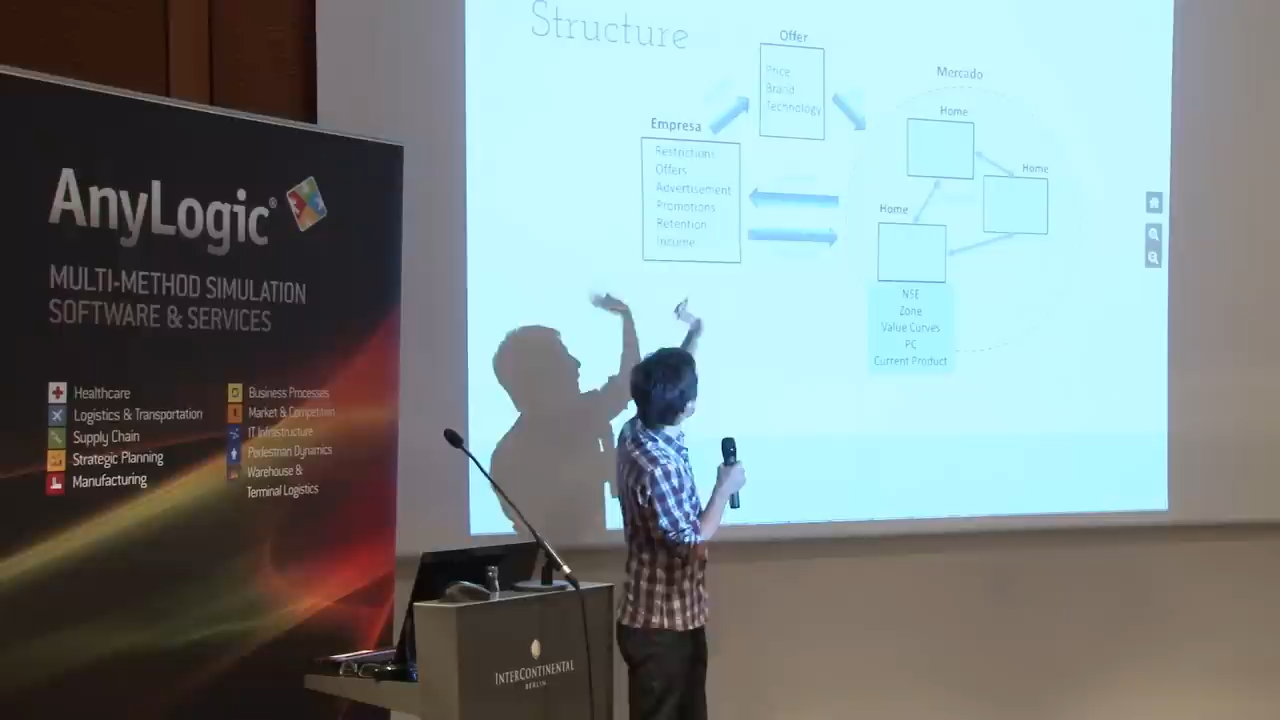 AnyLogic®
MULTI-METHOD SIMULATION
SOFTWARE & SERVICES
Healthcare
Logistics & Transportation
Supply Chain
Strategic Planning
Manufacturing
Business Processes
Market & Competition
IT Infrastructure
Pedestrian Dynamics
Warehouse &
Terminal Logistics
Structure
Offer
Price
Brand
Technology
Empresa
Restrictions
Offers
Advertisement
Promotions
Retention
Income
Mercado
Home
Home
Home
NSE
Zone
Value Curves
PC
Current Product
INTERCONTINENTAL
BERLIN